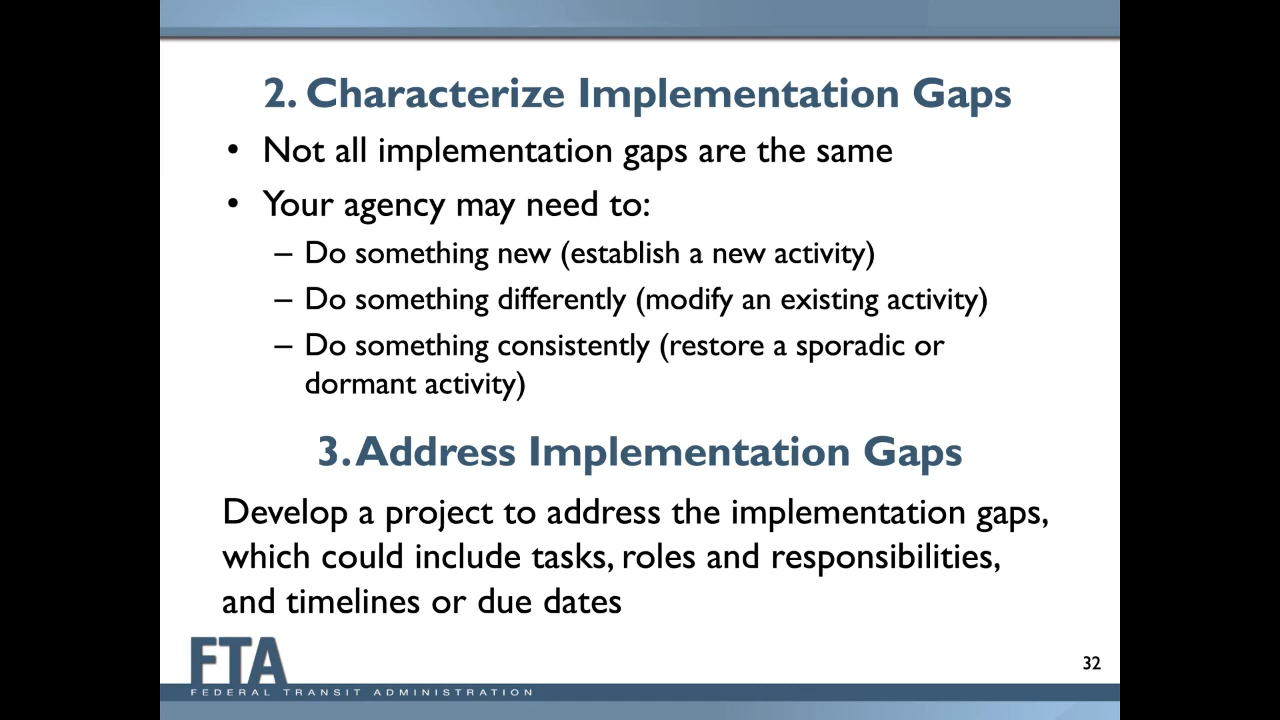 2. Characterize Implementation Gaps
• Not all implementation gaps are the same
• Your agency may need to:
– Do something new (establish a new activity)
– Do something differently (modify an existing activity)
– Do something consistently (restore a sporadic or
dormant activity)
3. Address Implementation Gaps
Develop a project to address the implementation gaps,
which could include tasks, roles and responsibilities,
and timelines or due dates
FTA
FEDERAL TRANSIT ADMINISTRATION
32